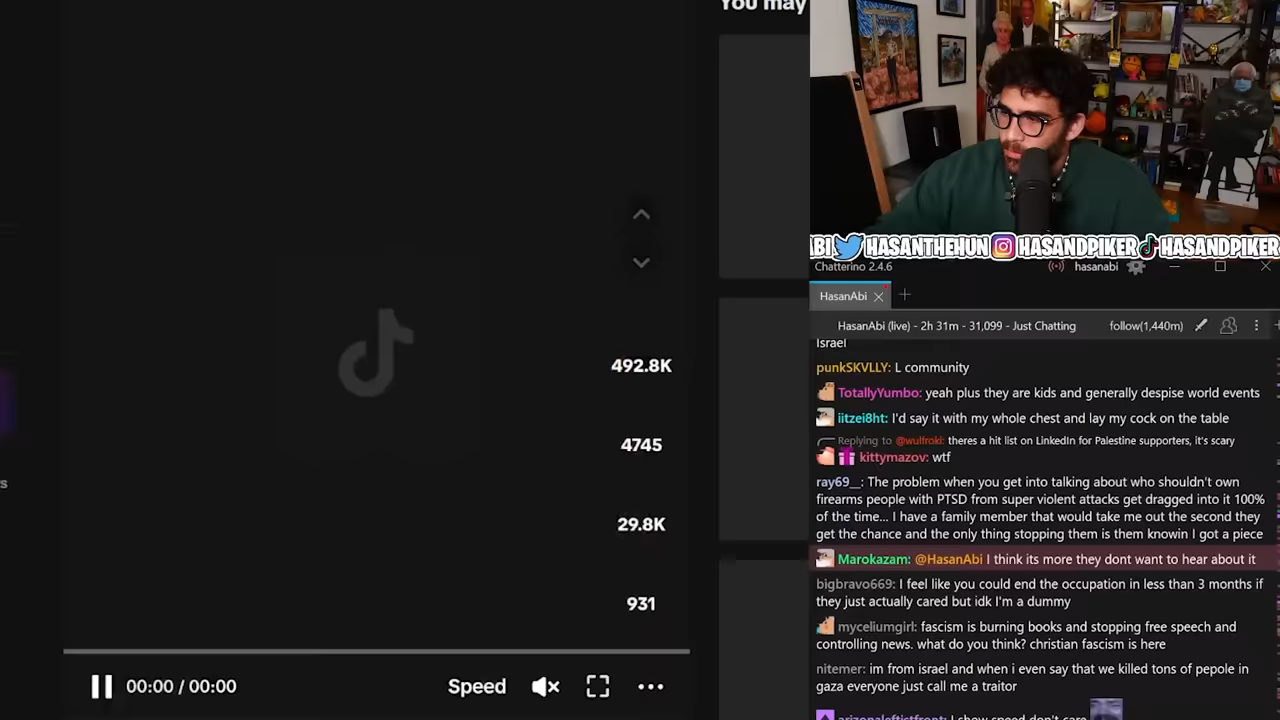 You may
492.8K
4745
29.8K
931
00:00 / 00:00
Speed
s
ABI HASANTHEHUN HASANDPIKER HASANDPIKER
Chatterino 2.4.6
hasanabi
HasanAbi
HasanAbi (live) - 2h 31m - 31,099 - Just Chatting
follow(1,440m)
Israel
punkSKVLLY: L community
TotallyYumbo: yeah plus they are kids and generally despise world events
iitzei8ht: I'd say it with my whole chest and lay my cock on the table
Replying to @wulfroki: theres a hit list on LinkedIn for Palestine supporters, it's scary
kittymazov: wtf
ray69__: The problem when you get into talking about who shouldn't own
firearms people with PTSD from super violent attacks get dragged into it 100%
of the time... I have a family member that would take me out the second they
get the chance and the only thing stopping them is them knowin I got a piece
Marokazam: @HasanAbi I think its more they dont want to hear about it
bigbravo669: I feel like you could end the occupation in less than 3 months if
they just actually cared but idk I'm a dummy
myceliumgirl: fascism is burning books and stopping free speech and
controlling news. what do you think? christian fascism is here
nitemer: im from israel and when i even say that we killed tons of pepole in
gaza everyone just call me a traitor
arizonaleftistfront: I show speed don't care